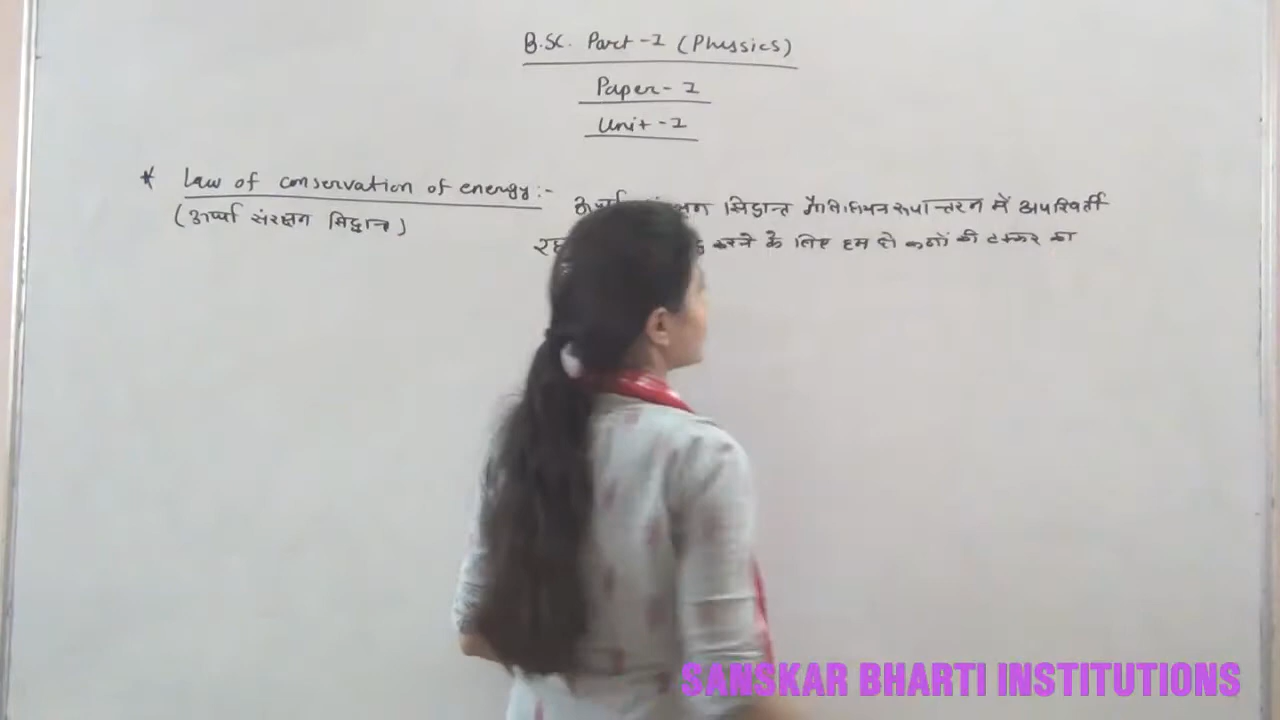 B.Sc. Part-I (Physics)
Paper-I
Unit-I
* Law of conservation of energy:-
(ऊर्जा संरक्षण सिद्धान्त)
सिद्धान्त गैलिलियन रूपान्तरण में अपरिवर्ती
करने के लिए हम दो कणों की टक्कर का
SANSKAR BHARTI INSTITUTIONS